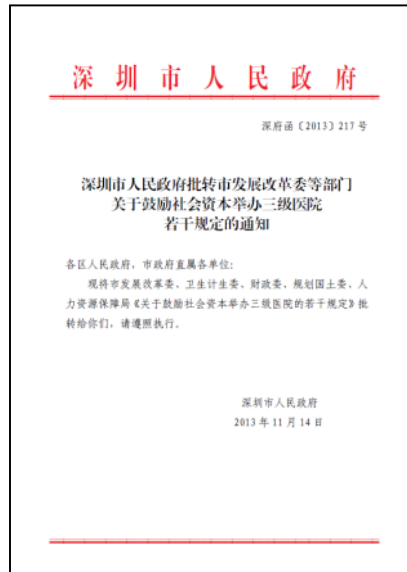 深圳市人民政府
深府函〔2013〕217号
深圳市人民政府批转市发展改革委等部门
关于鼓励社会资本举办三级医院
若干规定的通知
各区人民政府，市政府直属各单位：
现将市发展改革委、卫生计生委、财政委、规划国土委、人
力资源保障局《关于鼓励社会资本举办三级医院的若干规定》批
转给你们，请遵照执行。
深圳市人民政府
2013年11月14日